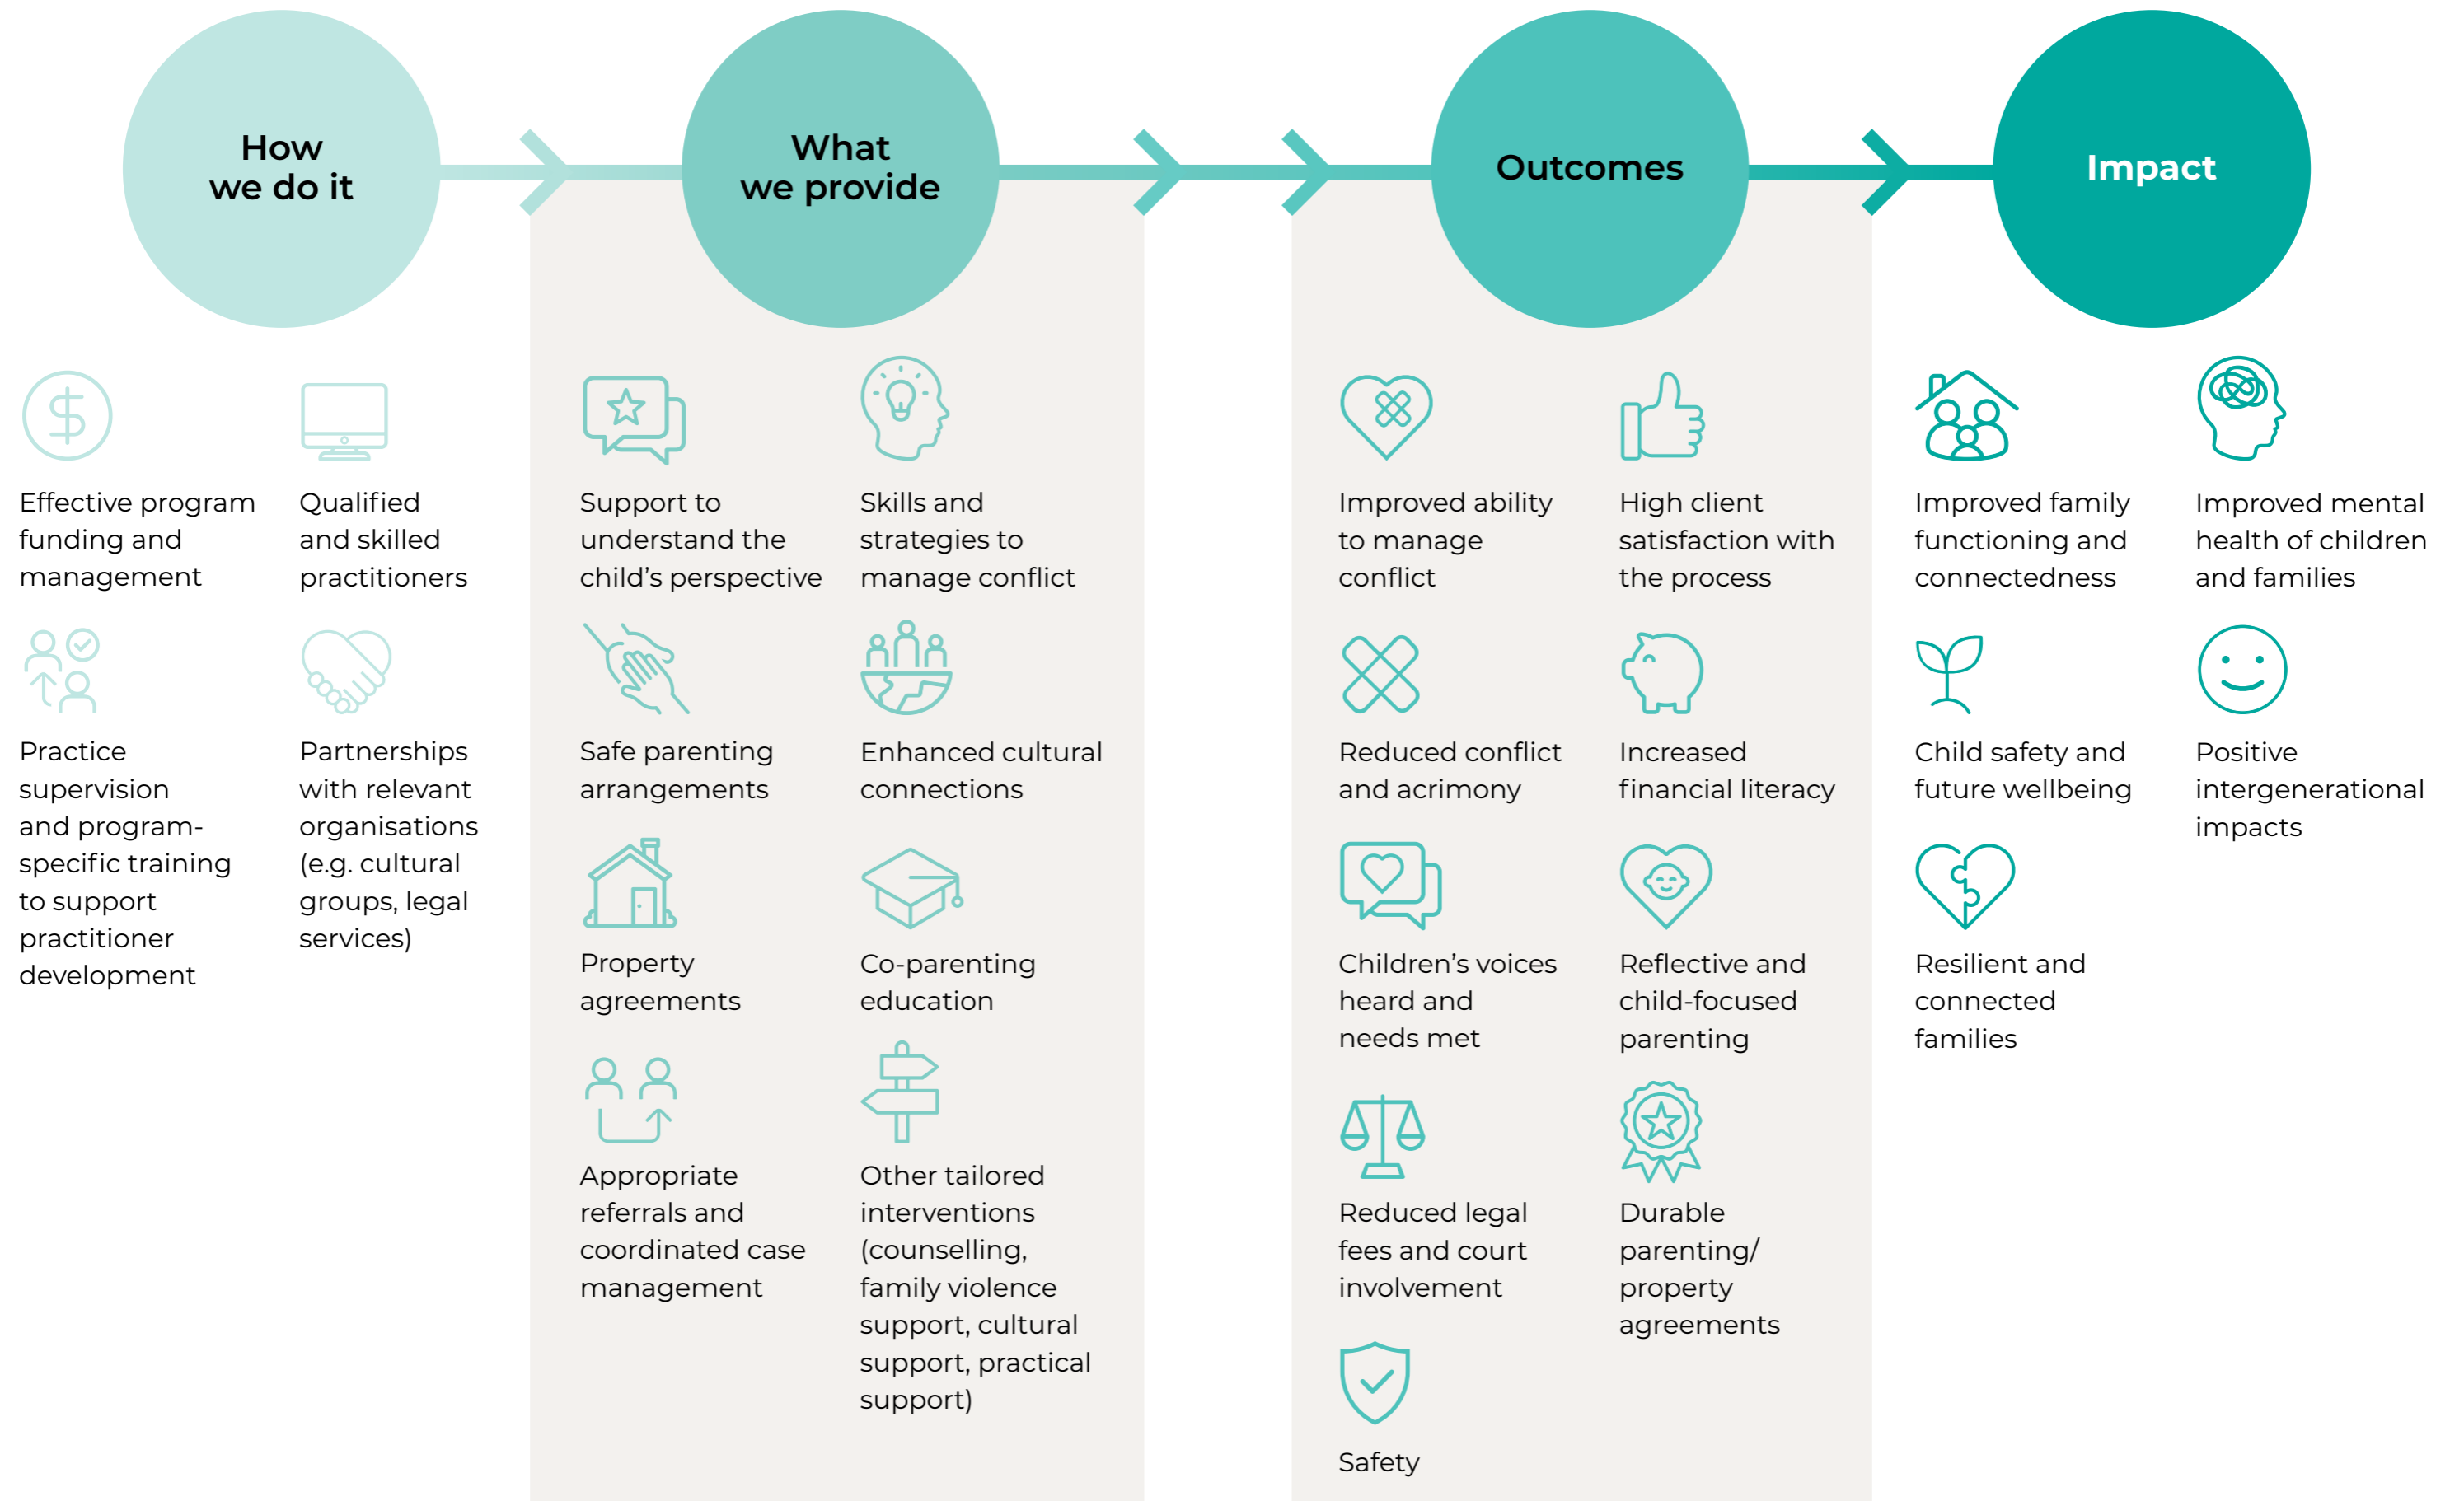 How
we do it
Effective program
funding and
management
Qualified
and skilled
practitioners
Practice
supervision
and program-
specific training
to support
practitioner
development
Partnerships
with relevant
organisations
(e.g. cultural
groups, legal
services)
What
we provide
Support to
understand the
child’s perspective
Skills and
strategies to
manage conflict
Safe parenting
arrangements
Enhanced cultural
connections
Property
agreements
Co-parenting
education
Appropriate
referrals and
coordinated case
management
Other tailored
interventions
(counselling,
family violence
support, cultural
support, practical
support)
Outcomes
Improved ability
to manage
conflict
High client
satisfaction with
the process
Reduced conflict
and acrimony
Increased
financial literacy
Children’s voices
heard and
needs met
Reflective and
child-focused
parenting
Reduced legal
fees and court
involvement
Durable
parenting/
property
agreements
Safety
Impact
Improved family
functioning and
connectedness
Improved mental
health of children
and families
Child safety and
future wellbeing
Positive
intergenerational
impacts
Resilient and
connected
families